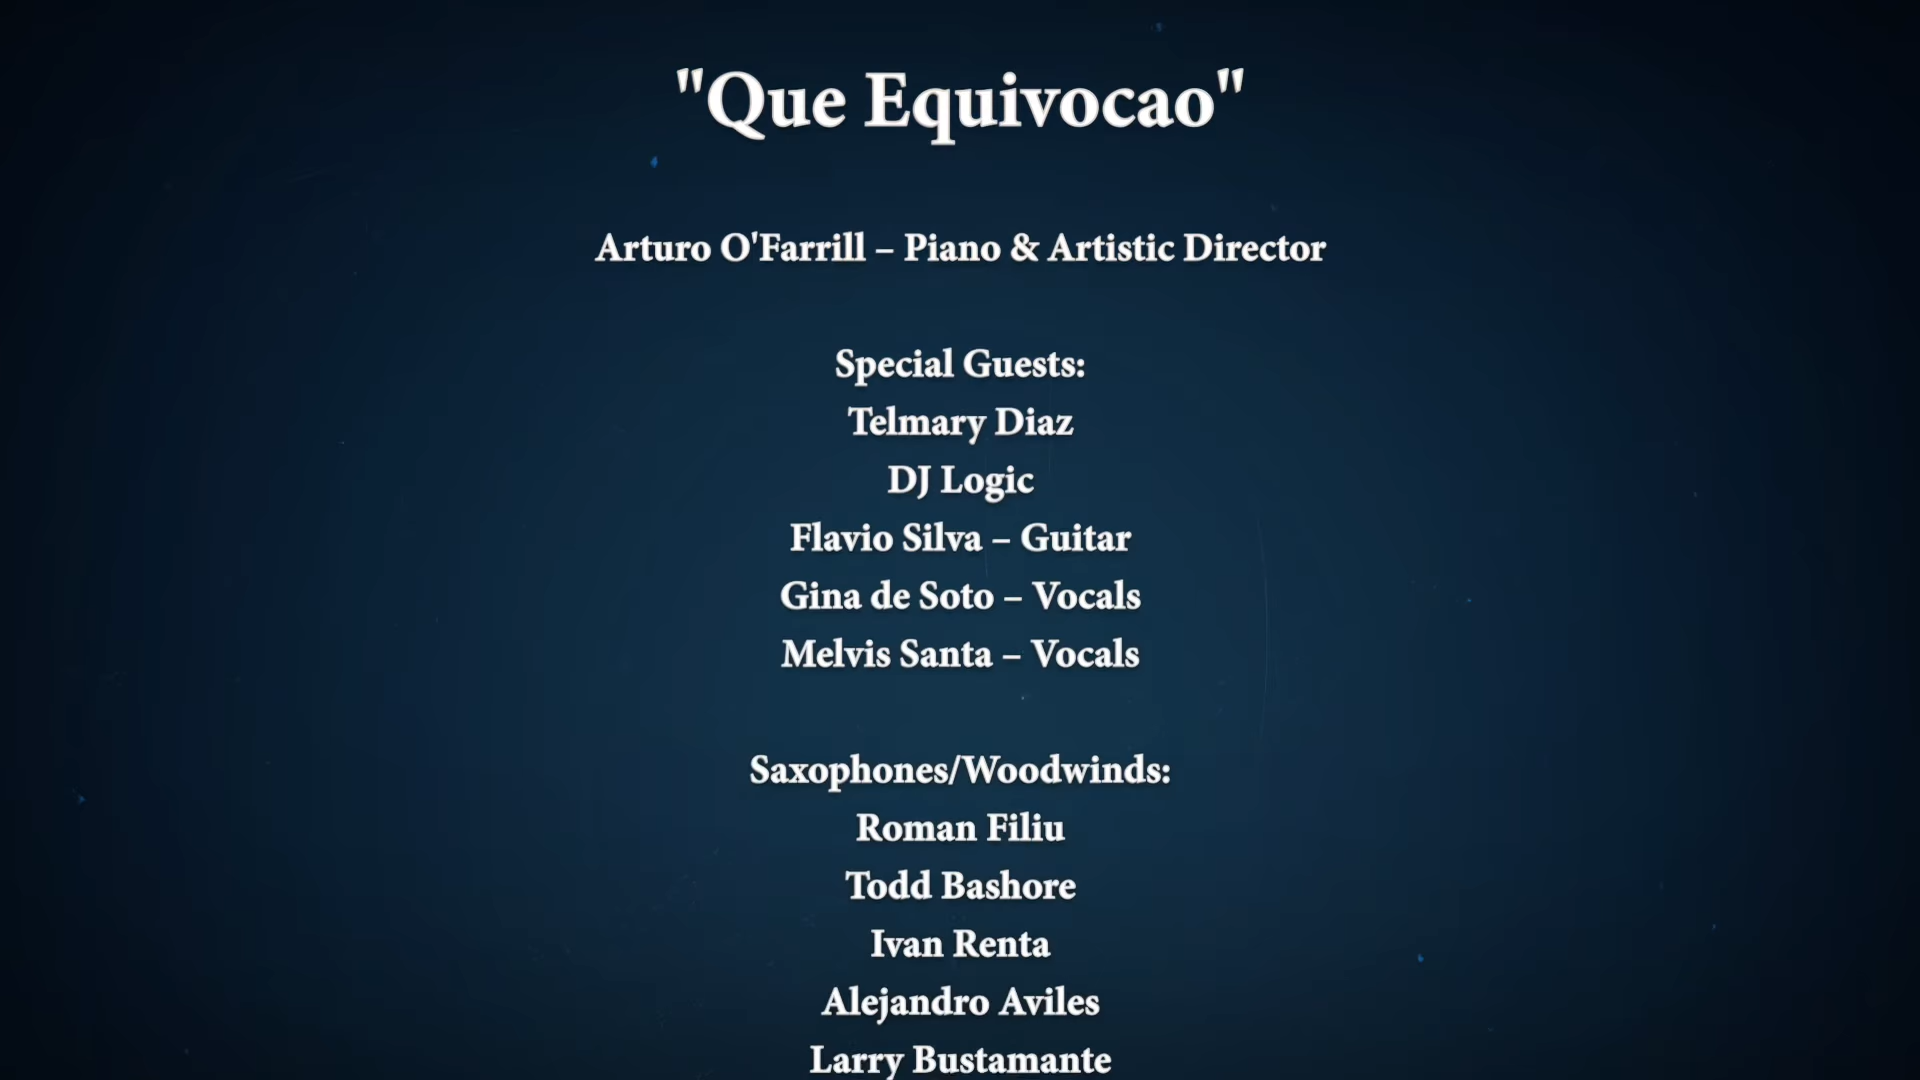 "Que Equivocao"
Arturo O'Farrill – Piano & Artistic Director
Special Guests:
Telmary Diaz
DJ Logic
Flavio Silva – Guitar
Gina de Soto – Vocals
Melvis Santa – Vocals
Saxophones/Woodwinds:
Roman Filiu
Todd Bashore
Ivan Renta
Alejandro Aviles
Larry Bustamante